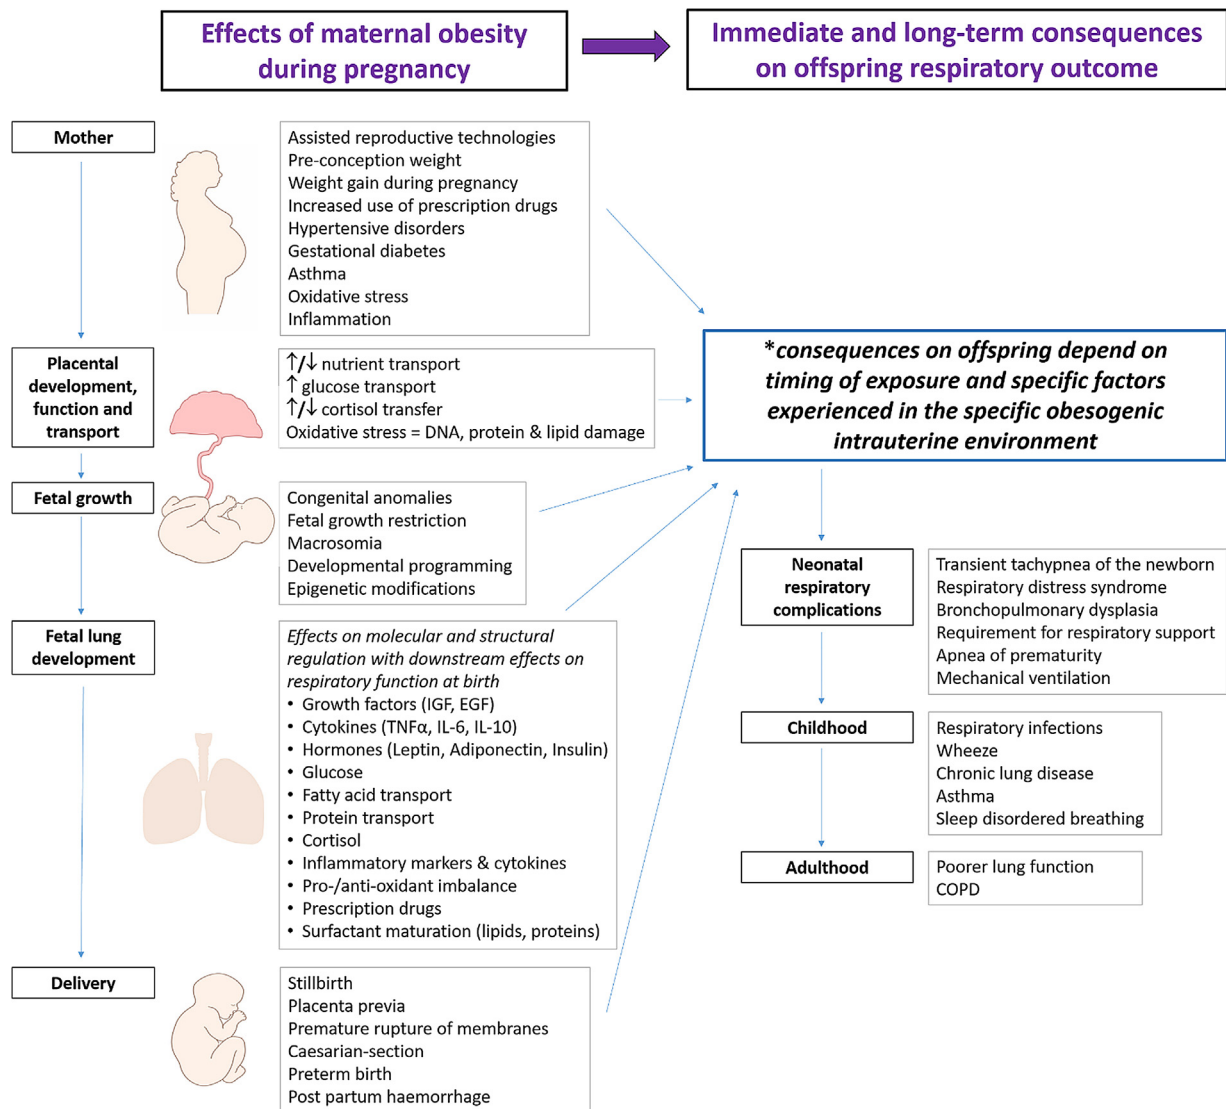 Effects of maternal obesity
during pregnancy
Immediate and long-term consequences
on offspring respiratory outcome
Mother
Assisted reproductive technologies
Pre-conception weight
Weight gain during pregnancy
Increased use of prescription drugs
Hypertensive disorders
Gestational diabetes
Asthma
Oxidative stress
Inflammation
Placental
development,
function and
transport
↑/↓ nutrient transport
↑ glucose transport
↑/↓ cortisol transfer
Oxidative stress = DNA, protein & lipid damage
Fetal growth
Congenital anomalies
Fetal growth restriction
Macrosomia
Developmental programming
Epigenetic modifications
Fetal lung
development
Effects on molecular and structural
regulation with downstream effects on
respiratory function at birth
• Growth factors (IGF, EGF)
• Cytokines (TNFα, IL-6, IL-10)
• Hormones (Leptin, Adiponectin, Insulin)
• Glucose
• Fatty acid transport
• Protein transport
• Cortisol
• Inflammatory markers & cytokines
• Pro-/anti-oxidant imbalance
• Prescription drugs
• Surfactant maturation (lipids, proteins)
Delivery
Stillbirth
Placenta previa
Premature rupture of membranes
Caesarian-section
Preterm birth
Post partum haemorrhage
*consequences on offspring depend on
timing of exposure and specific factors
experienced in the specific obesogenic
intrauterine environment
Neonatal
respiratory
complications
Transient tachypnea of the newborn
Respiratory distress syndrome
Bronchopulmonary dysplasia
Requirement for respiratory support
Apnea of prematurity
Mechanical ventilation
Childhood
Respiratory infections
Wheeze
Chronic lung disease
Asthma
Sleep disordered breathing
Adulthood
Poorer lung function
COPD